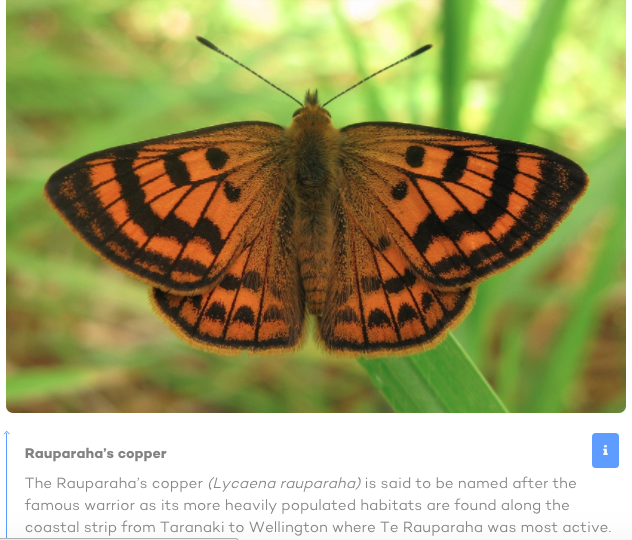 Rauparaha's copper
i
The Rauparaha's copper (Lycaena rauparaha) is said to be named after the
famous warrior as its more heavily populated habitats are found along the
coastal strip from Taranaki to Wellington where Te Rauparaha was most active.